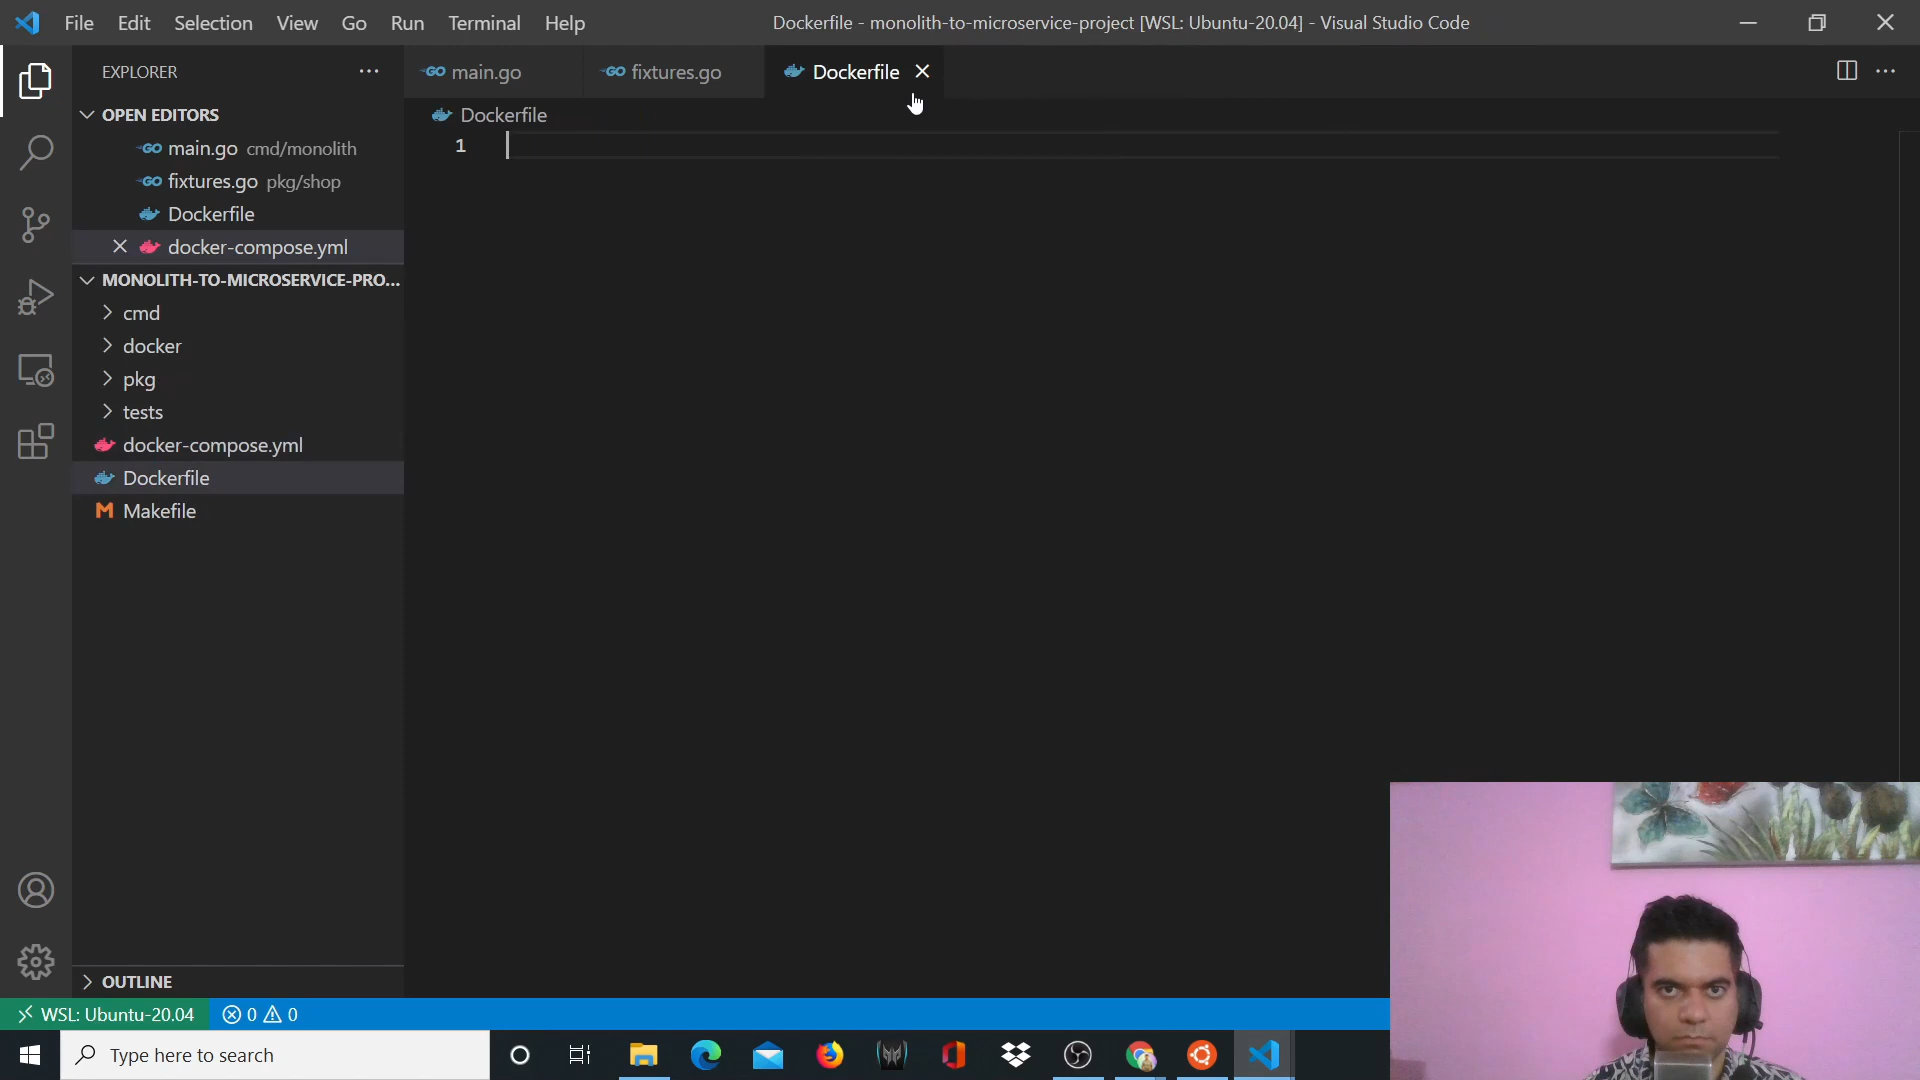 File Edit Selection View Go Run Terminal Help
Dockerfile - monolith-to-microservice-project [WSL: Ubuntu-20.04] - Visual Studio Code
EXPLORER
OPEN EDITORS
main.go cmd/monolith
fixtures.go pkg/shop
Dockerfile
docker-compose.yml
MONOLITH-TO-MICROSERVICE-PRO...
cmd
docker
pkg
tests
docker-compose.yml
Dockerfile
M Makefile
OUTLINE
GO main.go
GO fixtures.go
Dockerfile
Dockerfile
1
WSL: Ubuntu-20.04
0 0
Type here to search